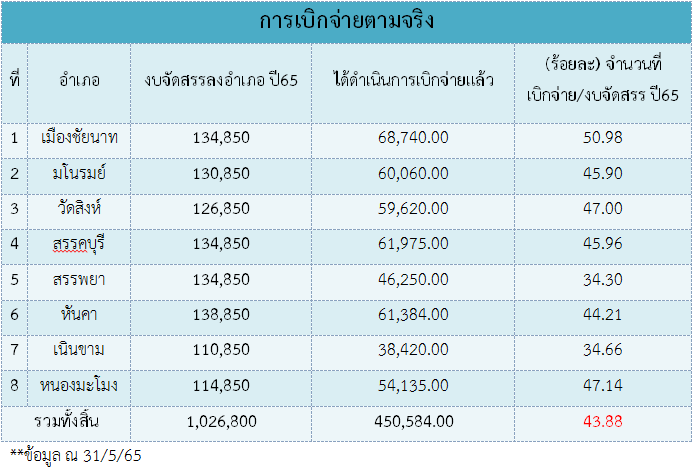 การเบิกจ่ายตามจริง
ที่ อำเภอ งบจัดสรรลงอำเภอ ปี65 ได้ดำเนินการเบิกจ่ายแล้ว (ร้อยละ) จำนวนที่
เบิกจ่าย/งบจัดสรร ปี65
1 เมืองชัยนาท 134,850 68,740.00 50.98
2 มโนรมย์ 130,850 60,060.00 45.90
3 วัดสิงห์ 126,850 59,620.00 47.00
4 สรรคบุรี 134,850 61,975.00 45.96
5 สรรพยา 134,850 46,250.00 34.30
6 หันคา 138,850 61,384.00 44.21
7 เนินขาม 110,850 38,420.00 34.66
8 หนองมะโมง 114,850 54,135.00 47.14
รวมทั้งสิ้น 1,026,800 450,584.00 43.88
**ข้อมูล ณ 31/5/65